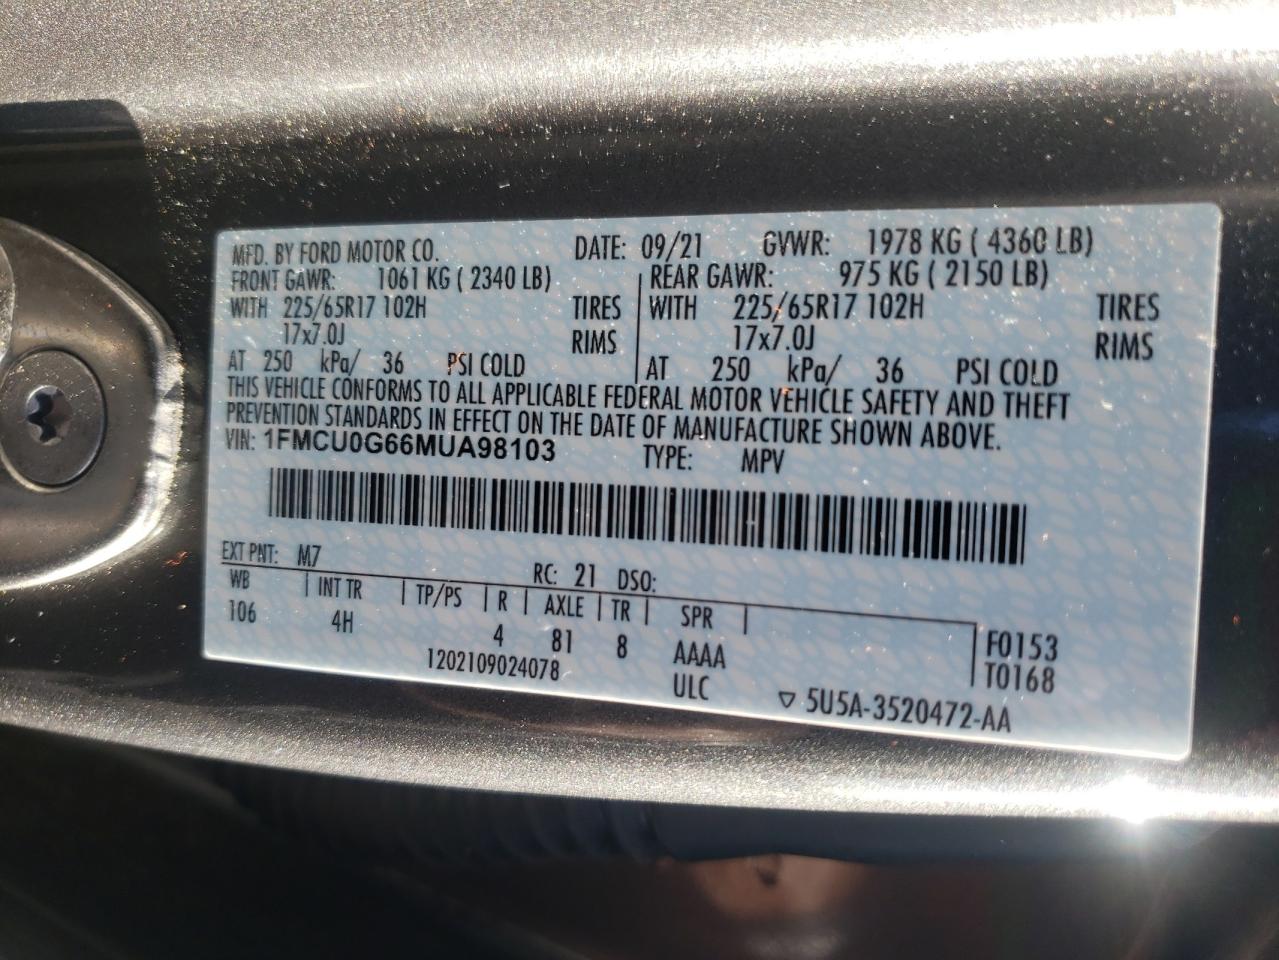 MFD. BY FORD MOTOR CO. DATE: 09/21 GVWR: 1978 KG ( 4360 LB)
FRONT GAWR: 1061 KG ( 2340 LB) REAR GAWR: 975 KG ( 2150 LB)
WITH 225/65R17 102H TIRES WITH 225/65R17 102H TIRES
17x7.0J RIMS 17x7.0J RIMS
AT 250 kPa/ 36 PSI COLD AT 250 kPa/ 36 PSI COLD
THIS VEHICLE CONFORMS TO ALL APPLICABLE FEDERAL MOTOR VEHICLE SAFETY AND THEFT
PREVENTION STANDARDS IN EFFECT ON THE DATE OF MANUFACTURE SHOWN ABOVE.
VIN: 1FMCU0G66MUA98103 TYPE: MPV
EXT PNT: M7 RC: 21 DSO:
WB | INT TR | TP/PS | R | AXLE | TR | SPR |
106 4H 4 81 8 AAAA F0153
1202109024078 ULC T0168
▽ 5U5A-3520472-AA